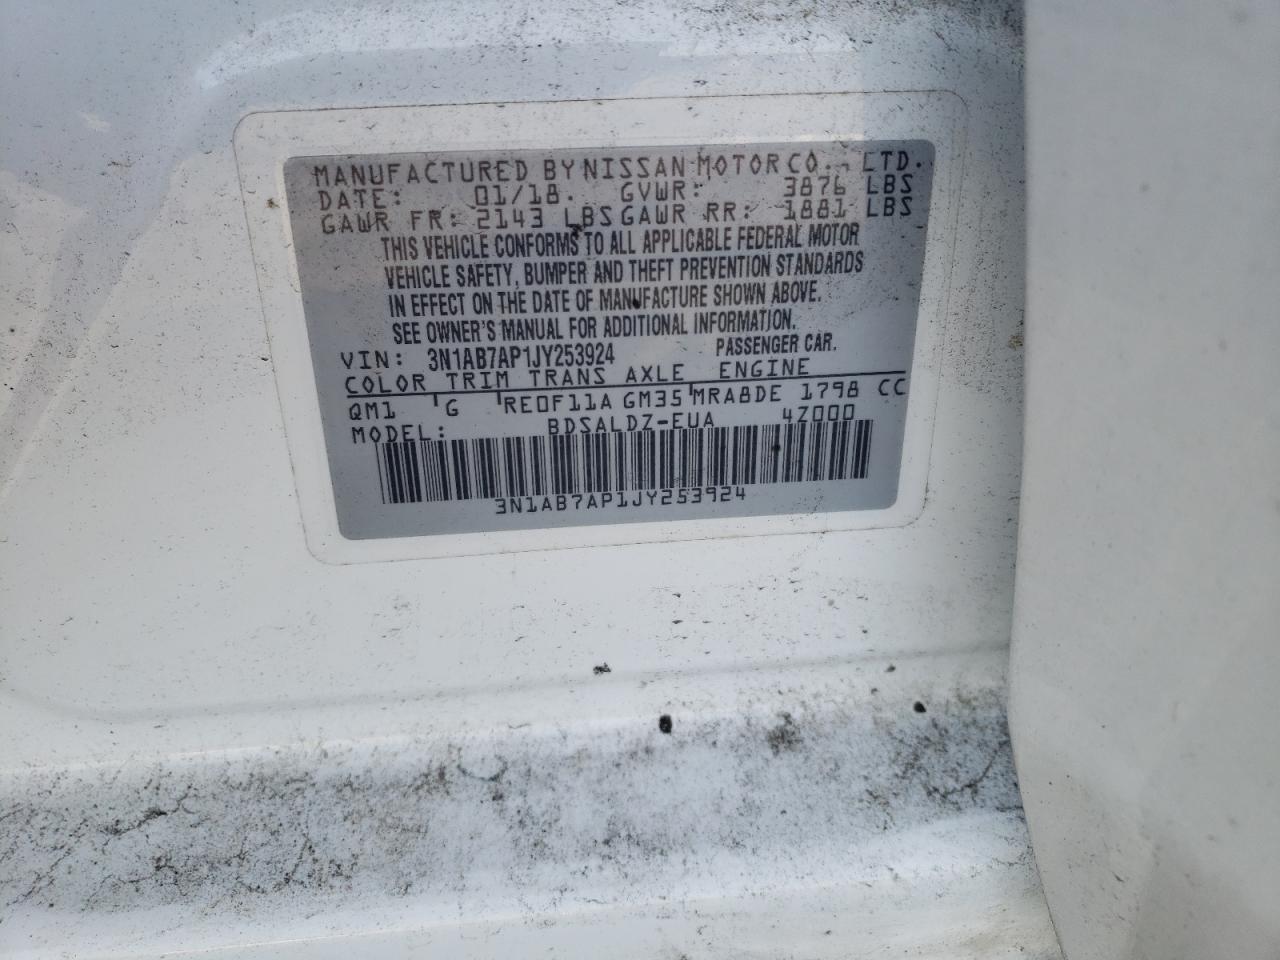 MANUFACTURED BY NISSAN MOTOR CO., LTD.
DATE: 01/18. GVWR: 3876 LBS
GAWR FR: 2143 LBS GAWR RR: 1881 LBS
THIS VEHICLE CONFORMS TO ALL APPLICABLE FEDERAL MOTOR
VEHICLE SAFETY, BUMPER AND THEFT PREVENTION STANDARDS
IN EFFECT ON THE DATE OF MANUFACTURE SHOWN ABOVE.
SEE OWNER'S MANUAL FOR ADDITIONAL INFORMATION.
VIN: 3N1AB7AP1JY253924 PASSENGER CAR.
COLOR TRIM TRANS AXLE ENGINE
QM1 G RE0F11A GM35 MRA8DE 1798 CC
MODEL: BDSALDZ-EUA 4Z000
3N1AB7AP1JY253924